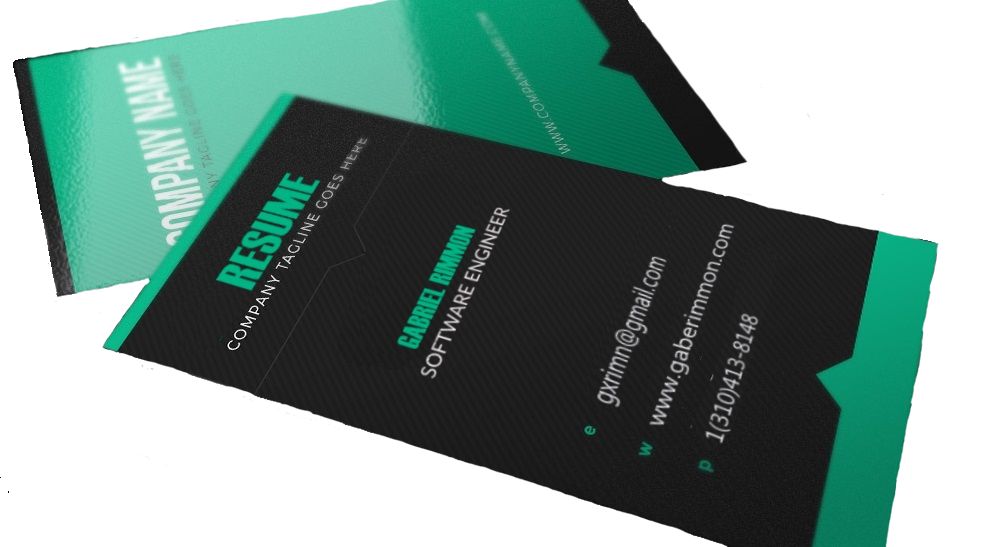 COMPANY NAME
TAGLINE GOES HERE
WWW.COMPANYNAME.COM
RESUME
COMPANY TAGLINE GOES HERE
GABRIEL RIMMON
SOFTWARE ENGINEER
e gxrimn@gmail.com
w www.gaberimmon.com
p 1(310)413-8148